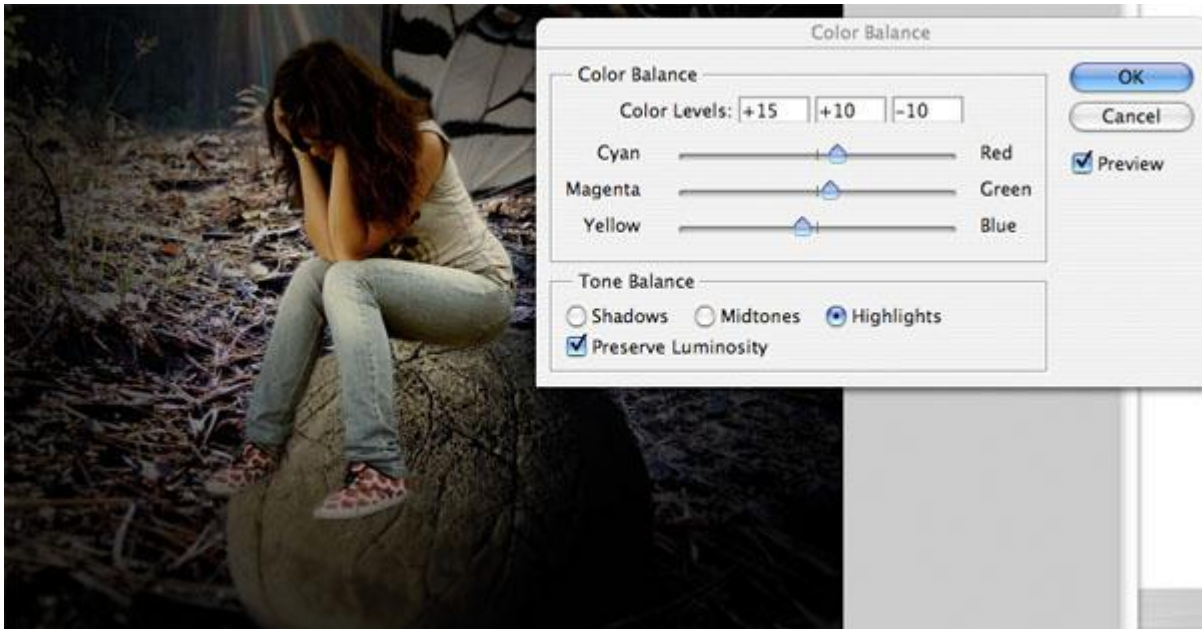 Color Balance
Color Balance
Color Levels: +15 +10 -10
Cyan Red
Magenta Green
Yellow Blue
Tone Balance
Shadows Midtones Highlights
Preserve Luminosity
OK
Cancel
Preview